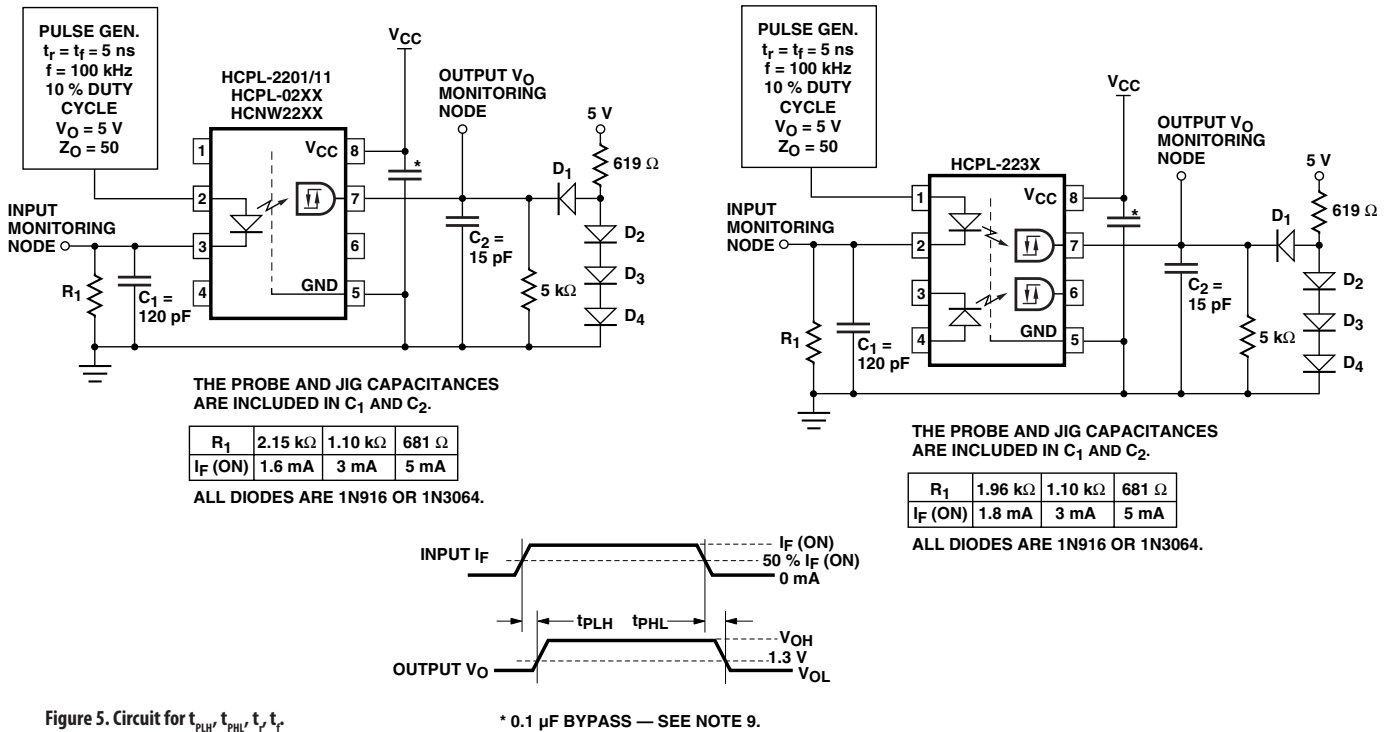 PULSE GEN.
tr = tf = 5 ns
f = 100 kHz
10 % DUTY
CYCLE
VO = 5 V
ZO = 50
HCPL-2201/11
HCPL-02XX
HCNW22XX
VCC
OUTPUT VO
MONITORING
NODE
5 V
619 Ω
D1
D2
D3
D4
1
2
3
4
VCC 8
*
7
6
GND 5
INPUT
MONITORING
NODE
R1
C1 =
120 pF
C2 =
15 pF
5 kΩ
THE PROBE AND JIG CAPACITANCES
ARE INCLUDED IN C1 AND C2.
R1 2.15 kΩ 1.10 kΩ 681 Ω
IF (ON) 1.6 mA 3 mA 5 mA
ALL DIODES ARE 1N916 OR 1N3064.
PULSE GEN.
tr = tf = 5 ns
f = 100 kHz
10 % DUTY
CYCLE
VO = 5 V
ZO = 50
HCPL-223X
VCC
OUTPUT VO
MONITORING
NODE
5 V
619 Ω
D1
D2
D3
D4
1
2
3
4
VCC 8
*
7
6
GND 5
INPUT
MONITORING
NODE
R1
C1 =
120 pF
C2 =
15 pF
5 kΩ
THE PROBE AND JIG CAPACITANCES
ARE INCLUDED IN C1 AND C2.
R1 1.96 kΩ 1.10 kΩ 681 Ω
IF (ON) 1.8 mA 3 mA 5 mA
ALL DIODES ARE 1N916 OR 1N3064.
INPUT IF
IF (ON)
50 % IF (ON)
0 mA
tPLH tPHL
OUTPUT VO
VOH
1.3 V
VOL
Figure 5. Circuit for tPLH, tPHL, tr, tf.
* 0.1 µF BYPASS — SEE NOTE 9.